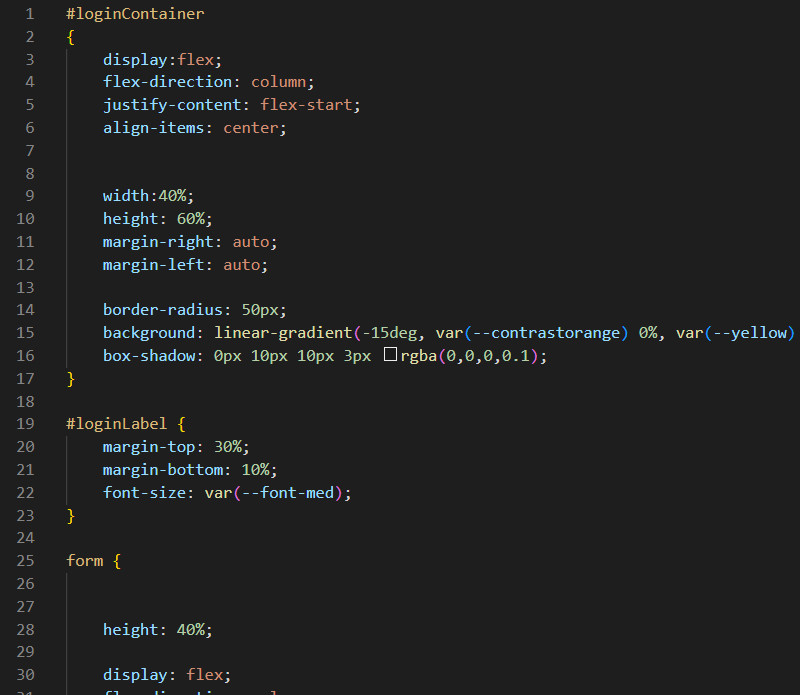 1 #loginContainer
2 {
3 display:flex;
4 flex-direction: column;
5 justify-content: flex-start;
6 align-items: center;
7
8
9 width:40%;
10 height: 60%;
11 margin-right: auto;
12 margin-left: auto;
13
14 border-radius: 50px;
15 background: linear-gradient(-15deg, var(--contrastorange) 0%, var(--yellow)
16 box-shadow: 0px 10px 10px 3px rgba(0,0,0,0.1);
17 }
18
19 #loginLabel {
20 margin-top: 30%;
21 margin-bottom: 10%;
22 font-size: var(--font-med);
23 }
24
25 form {
26
27
28 height: 40%;
29
30 display: flex;